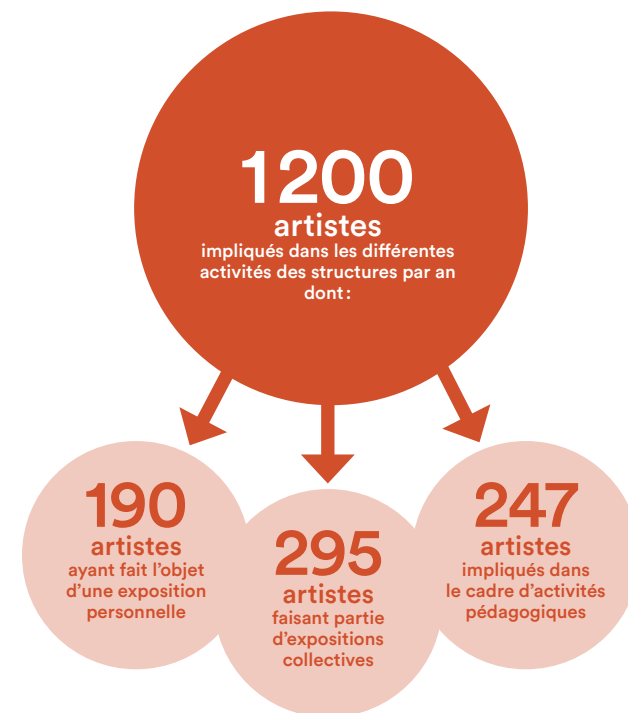 1200
artistes
impliqués dans les différentes
activités des structures par an
dont :
190
artistes
ayant fait l’objet
d’une exposition
personnelle
295
artistes
faisant partie
d’expositions
collectives
247
artistes
impliqués dans
le cadre d’activités
pédagogiques